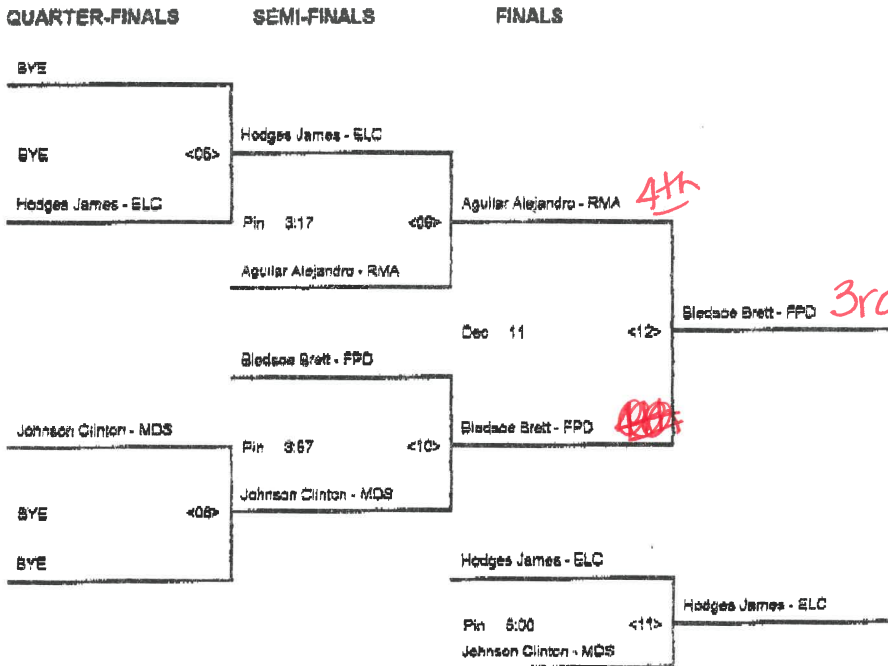 QUARTER-FINALS SEMI-FINALS FINALS
BYE
Hodges James - ELC
BYE <05>
Hodges James - ELC
Aguilar Alejandro - RMA 4th
Pin 3:17 <09>
Aguilar Alejandro - RMA
Bledsoe Brett - FPD 3rd
Dec 11 <12>
Bledsoe Brett - FPD
Johnson Clinton - MDS
Bledsoe Brett - FPD
Pin 3:57 <10>
Johnson Clinton - MDS
BYE <06>
BYE
Hodges James - ELC
Hodges James - ELC
Pin 5:00 <11>
Johnson Clinton - MDS